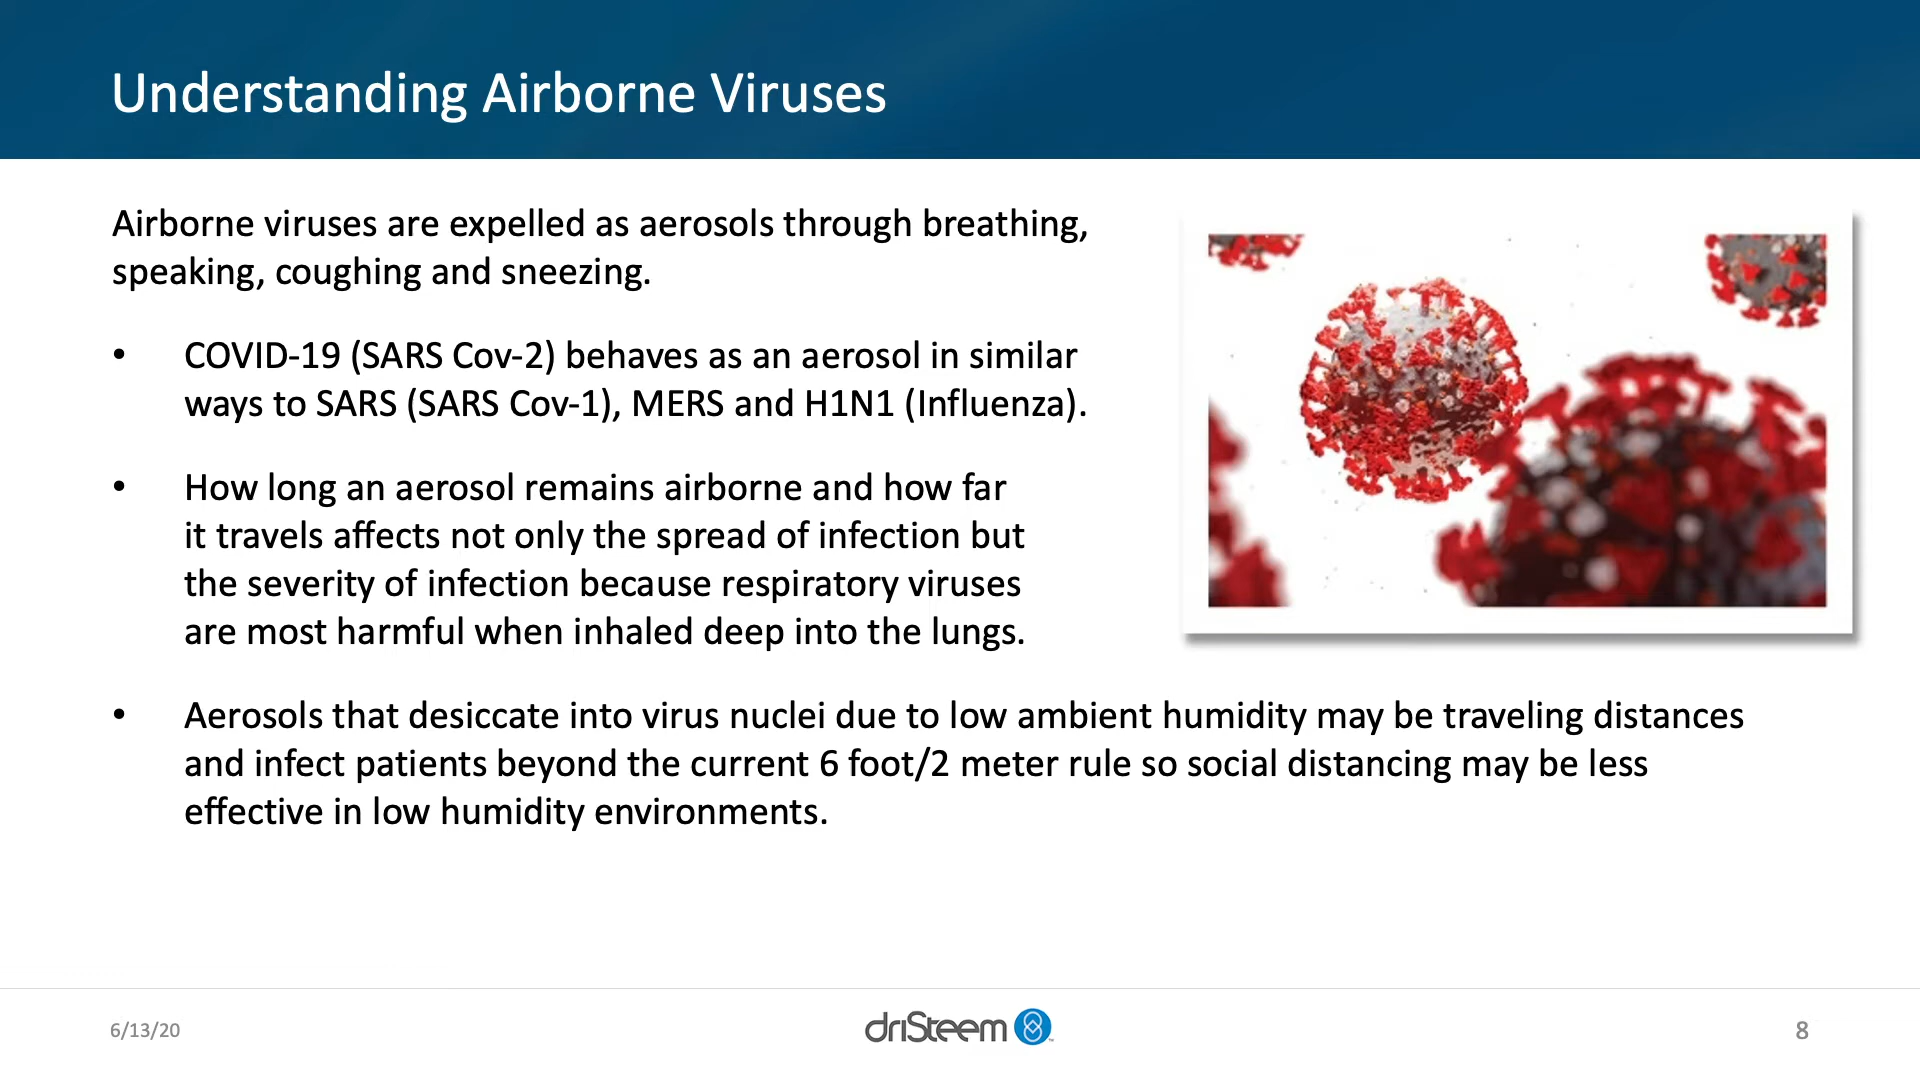 Understanding Airborne Viruses
Airborne viruses are expelled as aerosols through breathing,
speaking, coughing and sneezing.
• COVID-19 (SARS Cov-2) behaves as an aerosol in similar
ways to SARS (SARS Cov-1), MERS and H1N1 (Influenza).
• How long an aerosol remains airborne and how far
it travels affects not only the spread of infection but
the severity of infection because respiratory viruses
are most harmful when inhaled deep into the lungs.
• Aerosols that desiccate into virus nuclei due to low ambient humidity may be traveling distances
and infect patients beyond the current 6 foot/2 meter rule so social distancing may be less
effective in low humidity environments.
6/13/20
driSteem
8